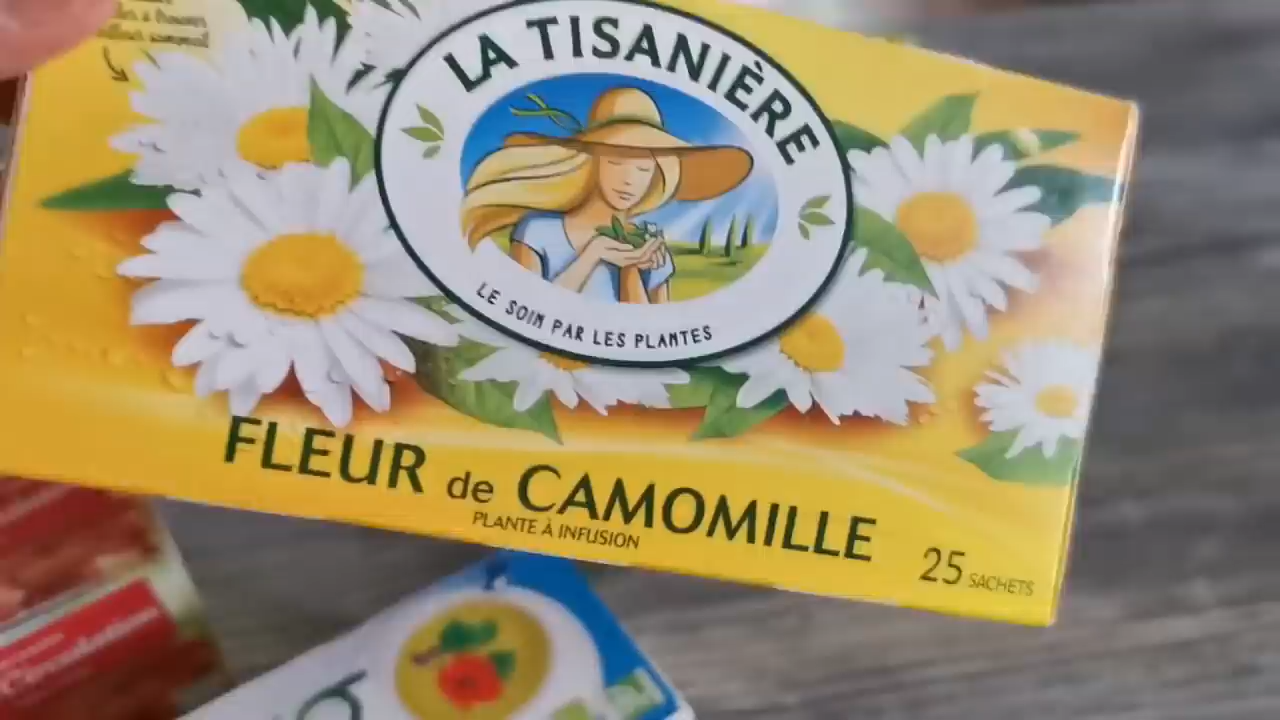 LA TISANIÈRE
LE SOIN PAR LES PLANTES
FLEUR de CAMOMILLE
PLANTE À INFUSION
25 SACHETS